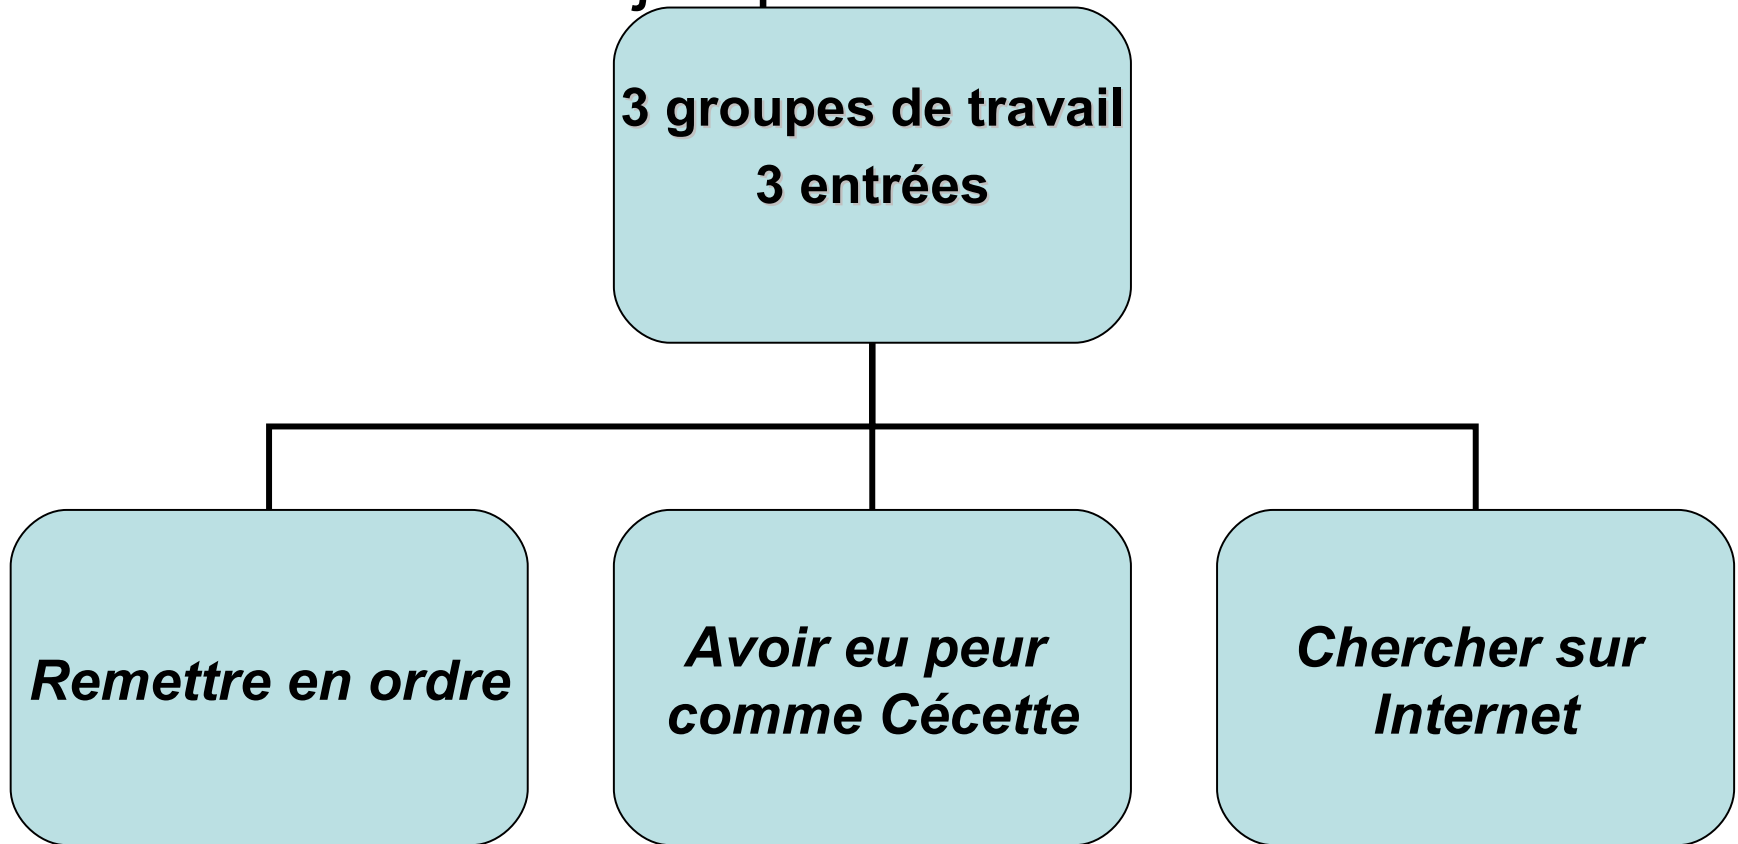 3 groupes de travail
3 entrées
Remettre en ordre
Avoir eu peur
comme Cécette
Chercher sur
Internet